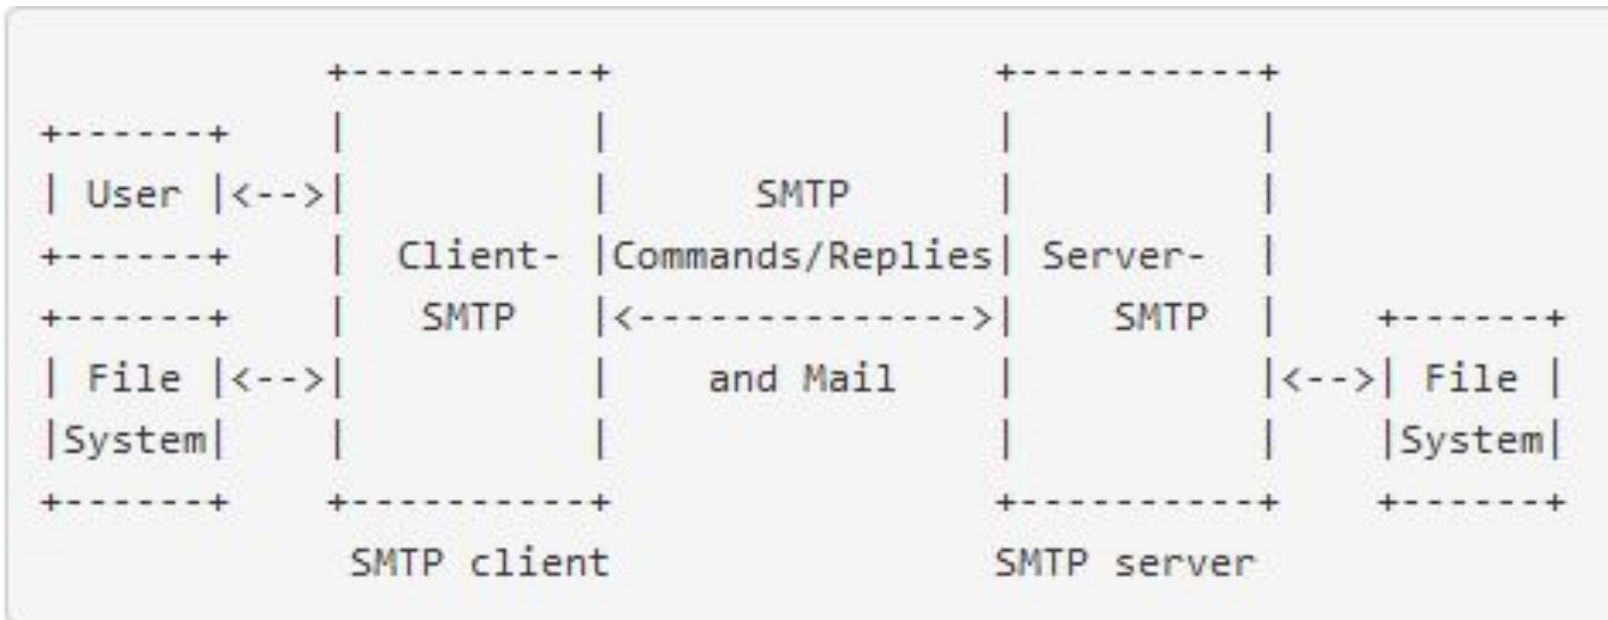 +----------+                +----------+
+------+      |          |                |          |
| User |<-->|          |      SMTP      |          |
+------+    |  Client- |Commands/Replies| Server-  |
+------+    |   SMTP   |<-------------->|    SMTP  |    +------+
| File |<-->|          |    and Mail    |          |<-->| File |
|System|    |          |                |          |    |System|
+------+    +----------+                +----------+    +------+
             SMTP client                SMTP server